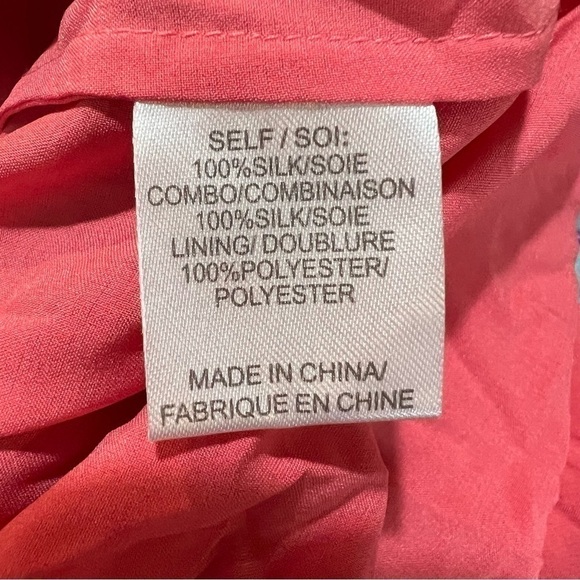 SELF/SOI:
100%SILK/SOIE
COMBO/COMBINAISON
100%SILK/SOIE
LINING/DOUBLURE
100%POLYESTER/
POLYESTER
MADE IN CHINA/
FABRIQUE EN CHINE